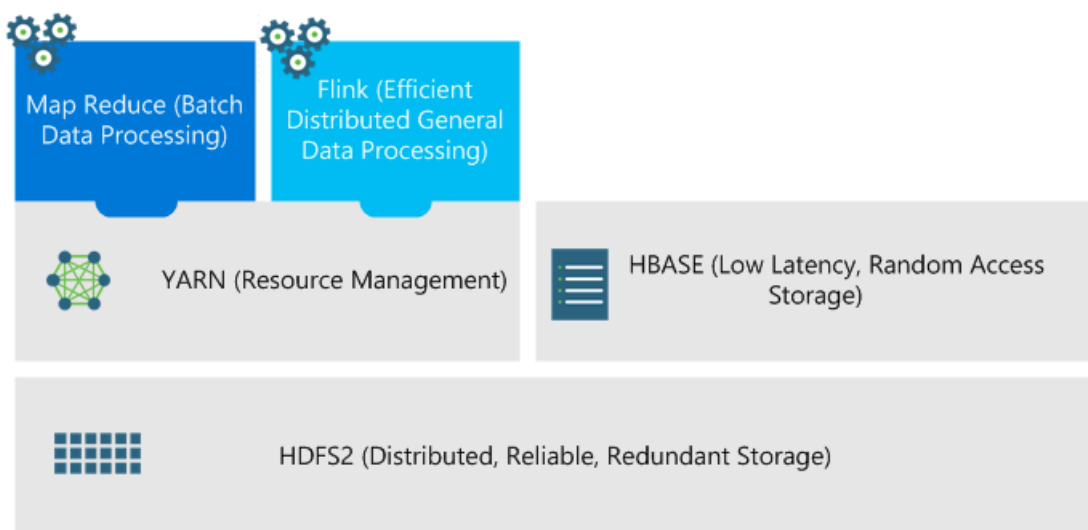 Map Reduce (Batch
Data Processing)
Flink (Efficient
Distributed General
Data Processing)
YARN (Resource Management)
HBASE (Low Latency, Random Access
Storage)
HDFS2 (Distributed, Reliable, Redundant Storage)